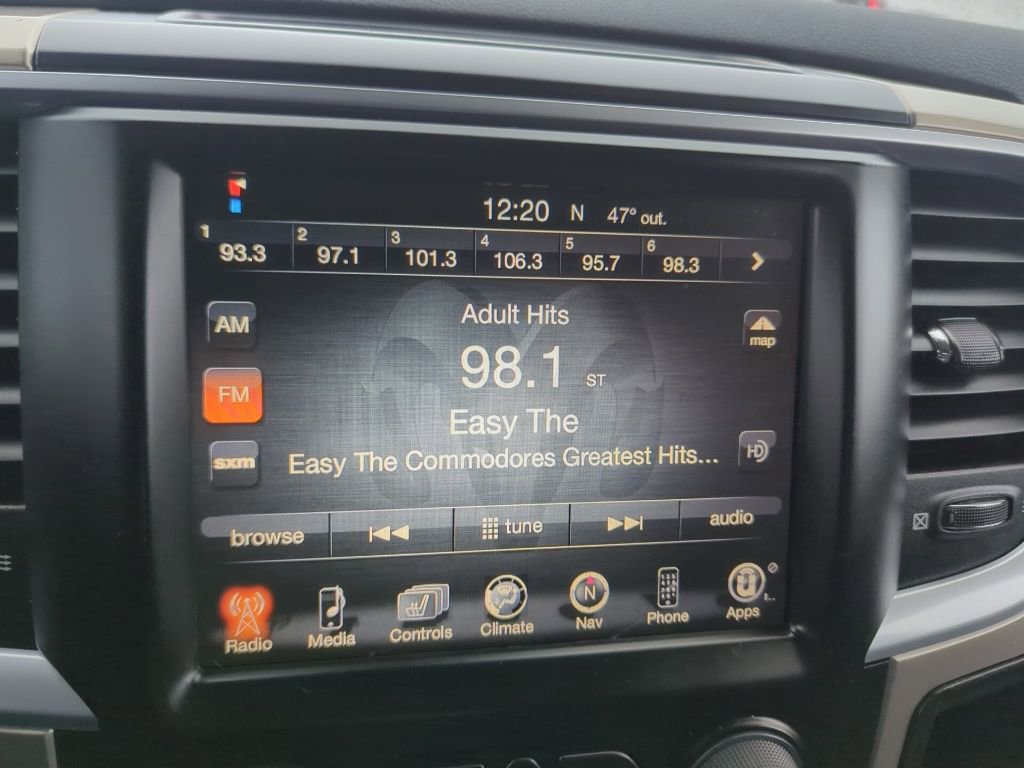 12:20 N 47° out.
1 93.3 2 97.1 3 101.3 4 106.3 5 95.7 6 98.3
AM
Adult Hits
map
98.1 ST
FM
Easy The
sxm
Easy The Commodores Greatest Hits...
HD
browse tune audio
Radio Media Controls Climate N Nav Phone Apps